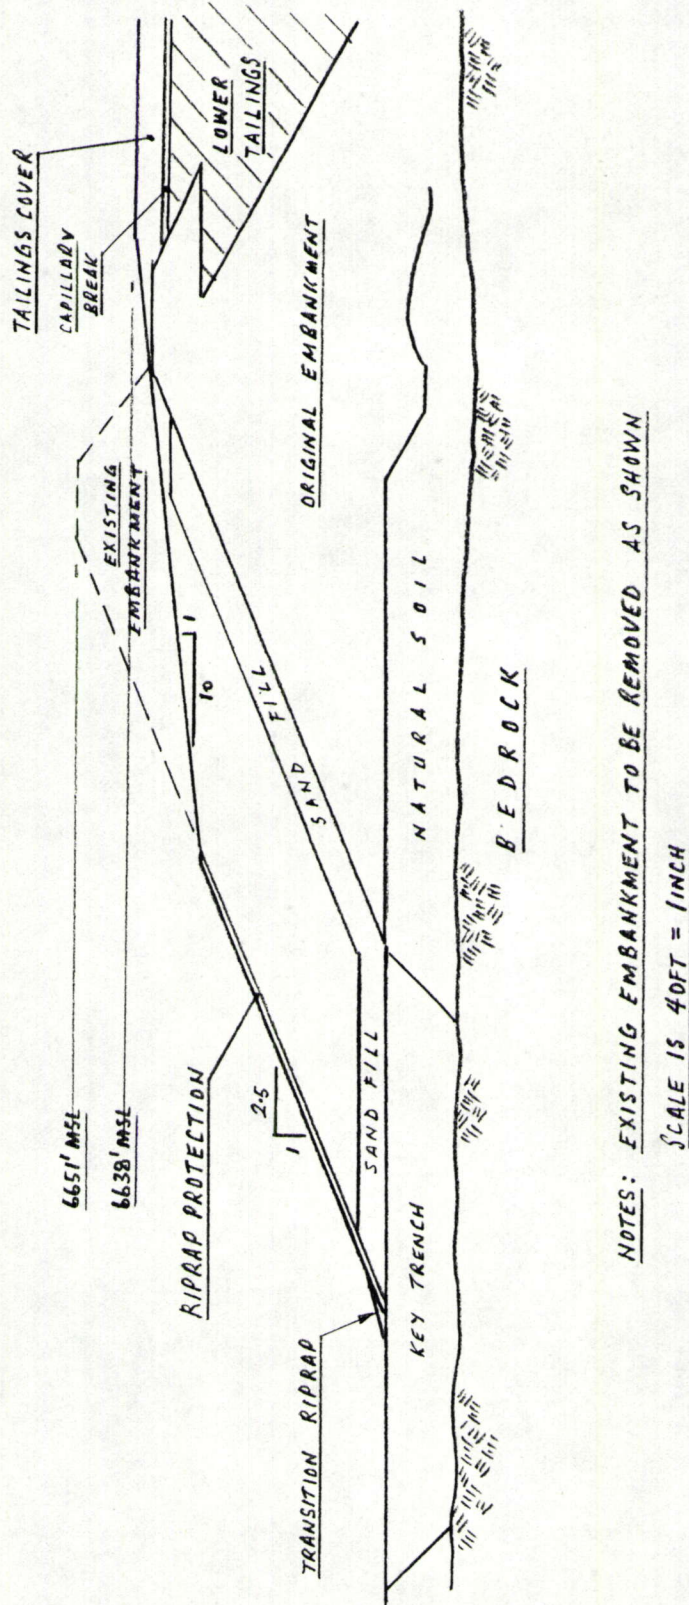 TAILINGS COVER
CAPILLARY
BREAK
LOWER
TAILINGS
6651' MSL
6638' MSL
EXISTING
EMBANKMENT
ORIGINAL EMBANKMENT
10
1
RIPRAP PROTECTION
2.5
1
SAND FILL
SAND FILL
TRANSITION RIPRAP
KEY TRENCH
NATURAL SOIL
BEDROCK
NOTES: EXISTING EMBANKMENT TO BE REMOVED AS SHOWN
SCALE IS 40FT = 1INCH